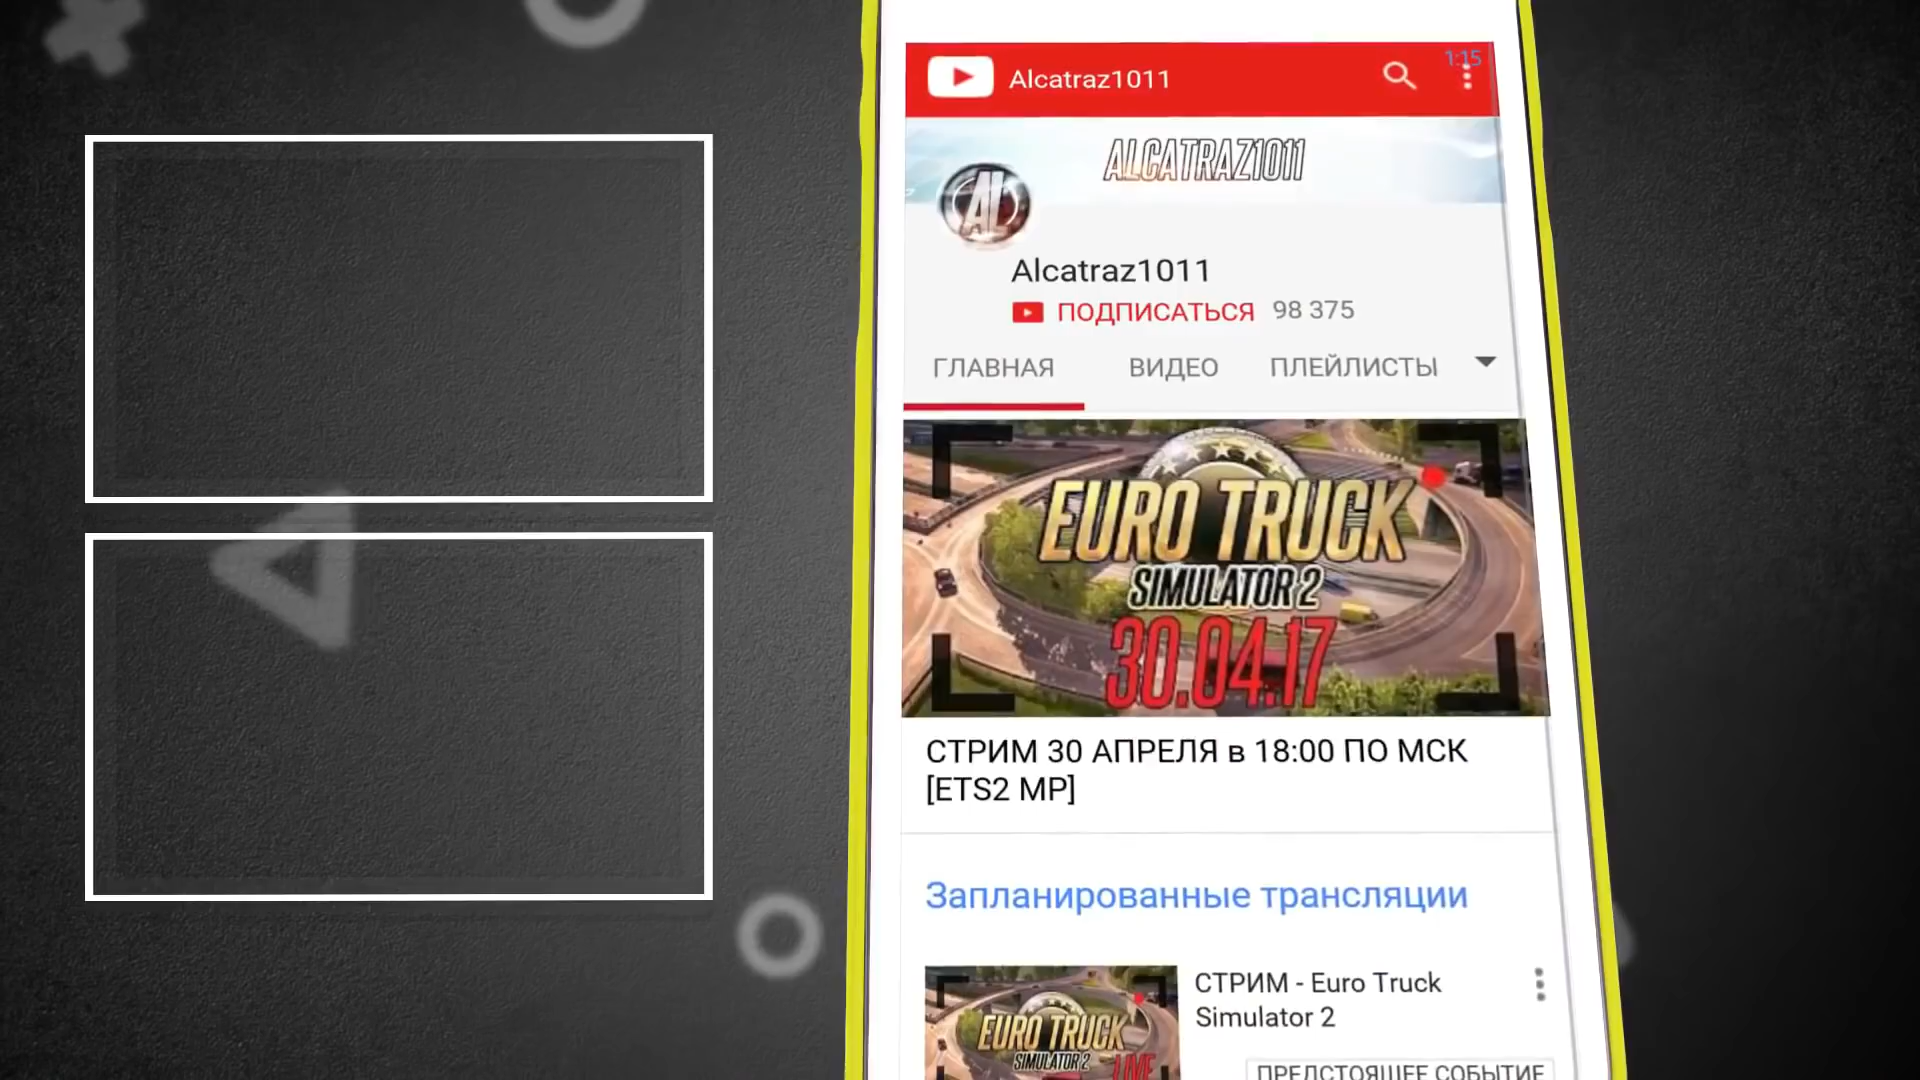 1:15
Alcatraz1011
ALCATRAZ1011
AL
Alcatraz1011
ПОДПИСАТЬСЯ 98 375
ГЛАВНАЯ ВИДЕО ПЛЕЙЛИСТЫ
EURO TRUCK
SIMULATOR 2
30.04.17
СТРИМ 30 АПРЕЛЯ в 18:00 ПО МСК
[ETS2 MP]
Запланированные трансляции
EURO TRUCK
SIMULATOR 2
LIVE
СТРИМ - Euro Truck
Simulator 2
ПРЕДСТОЯЩЕЕ СОБЫТИЕ